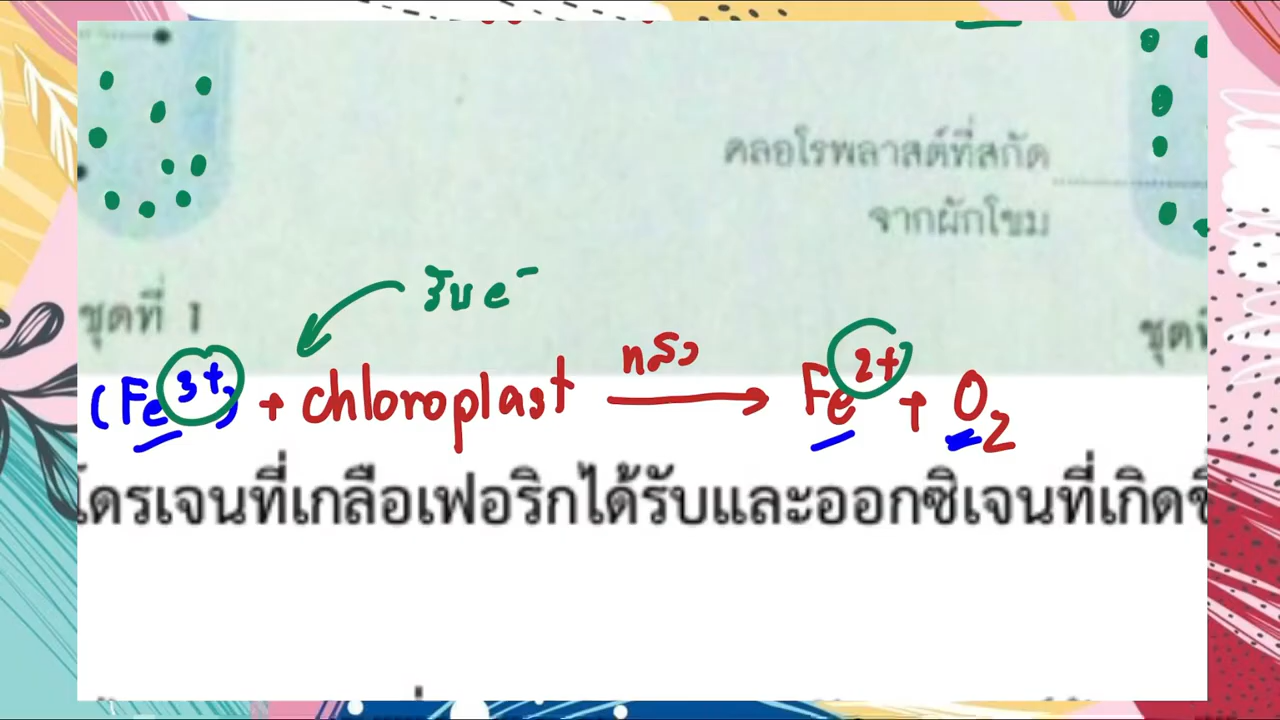 คลอโรพลาสต์ที่สกัด
จากผักโขม
รับ e⁻
ชุดที่ 1
(Fe³⁺) + chloroplast แสง → Fe²⁺ + O₂
โดรเจนที่เกลือเฟอริกได้รับและออกซิเจนที่เกิด